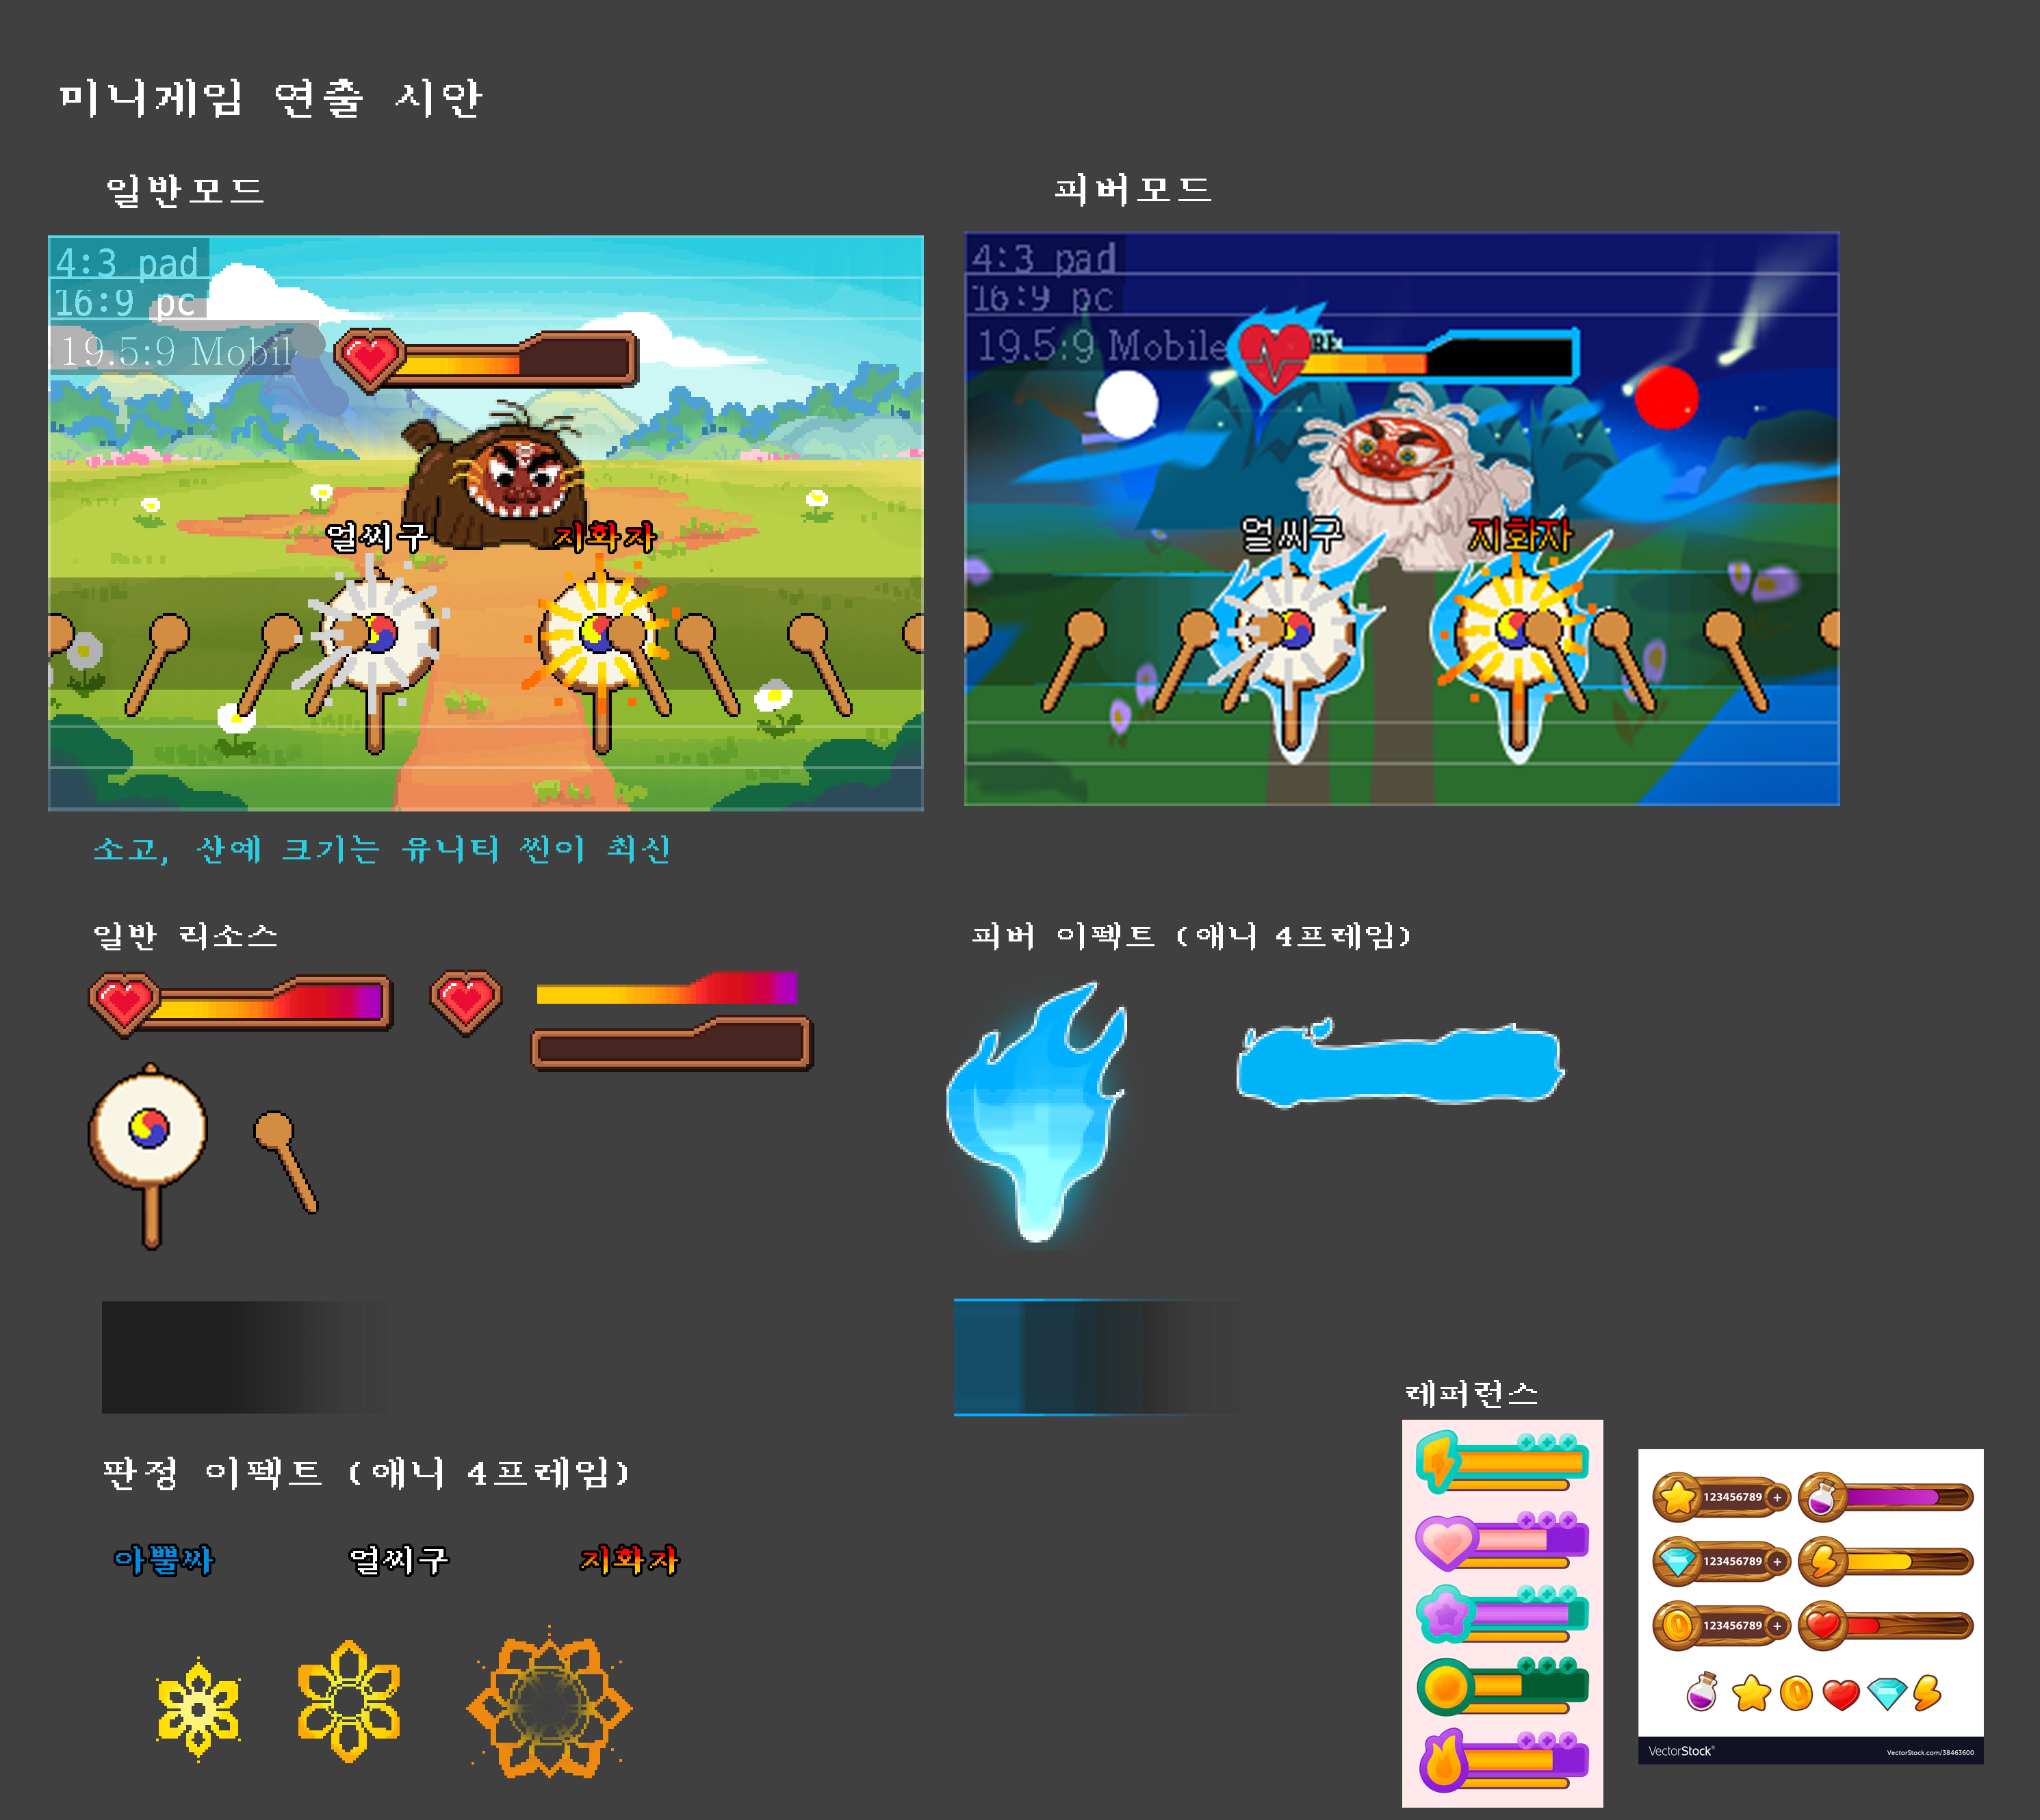 미니게임 연출 시안
일반모드
피버모드
4:3 pad
16:9 pc
19.5:9 Mobil
얼씨구
지화자
4:3 pad
16:9 pc
19.5:9 Mobile
얼씨구
지화자
소고, 산예 크기는 유니티 씬이 최신
일반 리소스
피버 이펙트 (애니 4프레임)
레퍼런스
판정 이펙트 (애니 4프레임)
아뿔싸
얼씨구
지화자
123456789 +
123456789 +
123456789 +
VectorStock®
VectorStock.com/38463600